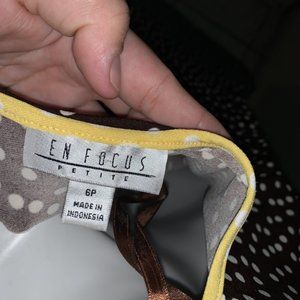 EN FOCUS
PETITE
6P
MADE IN
INDONESIA